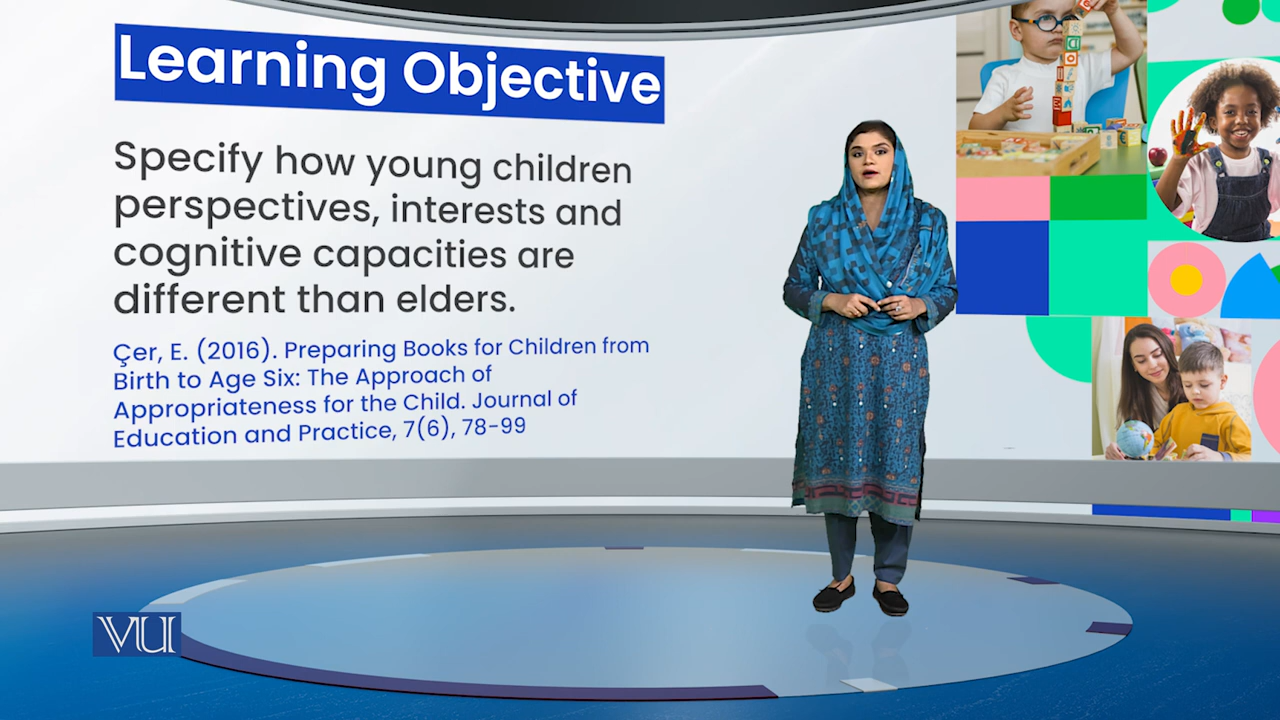 Learning Objective
Specify how young children
perspectives, interests and
cognitive capacities are
different than elders.
Çer, E. (2016). Preparing Books for Children from
Birth to Age Six: The Approach of
Appropriateness for the Child. Journal of
Education and Practice, 7(6), 78-99
VU